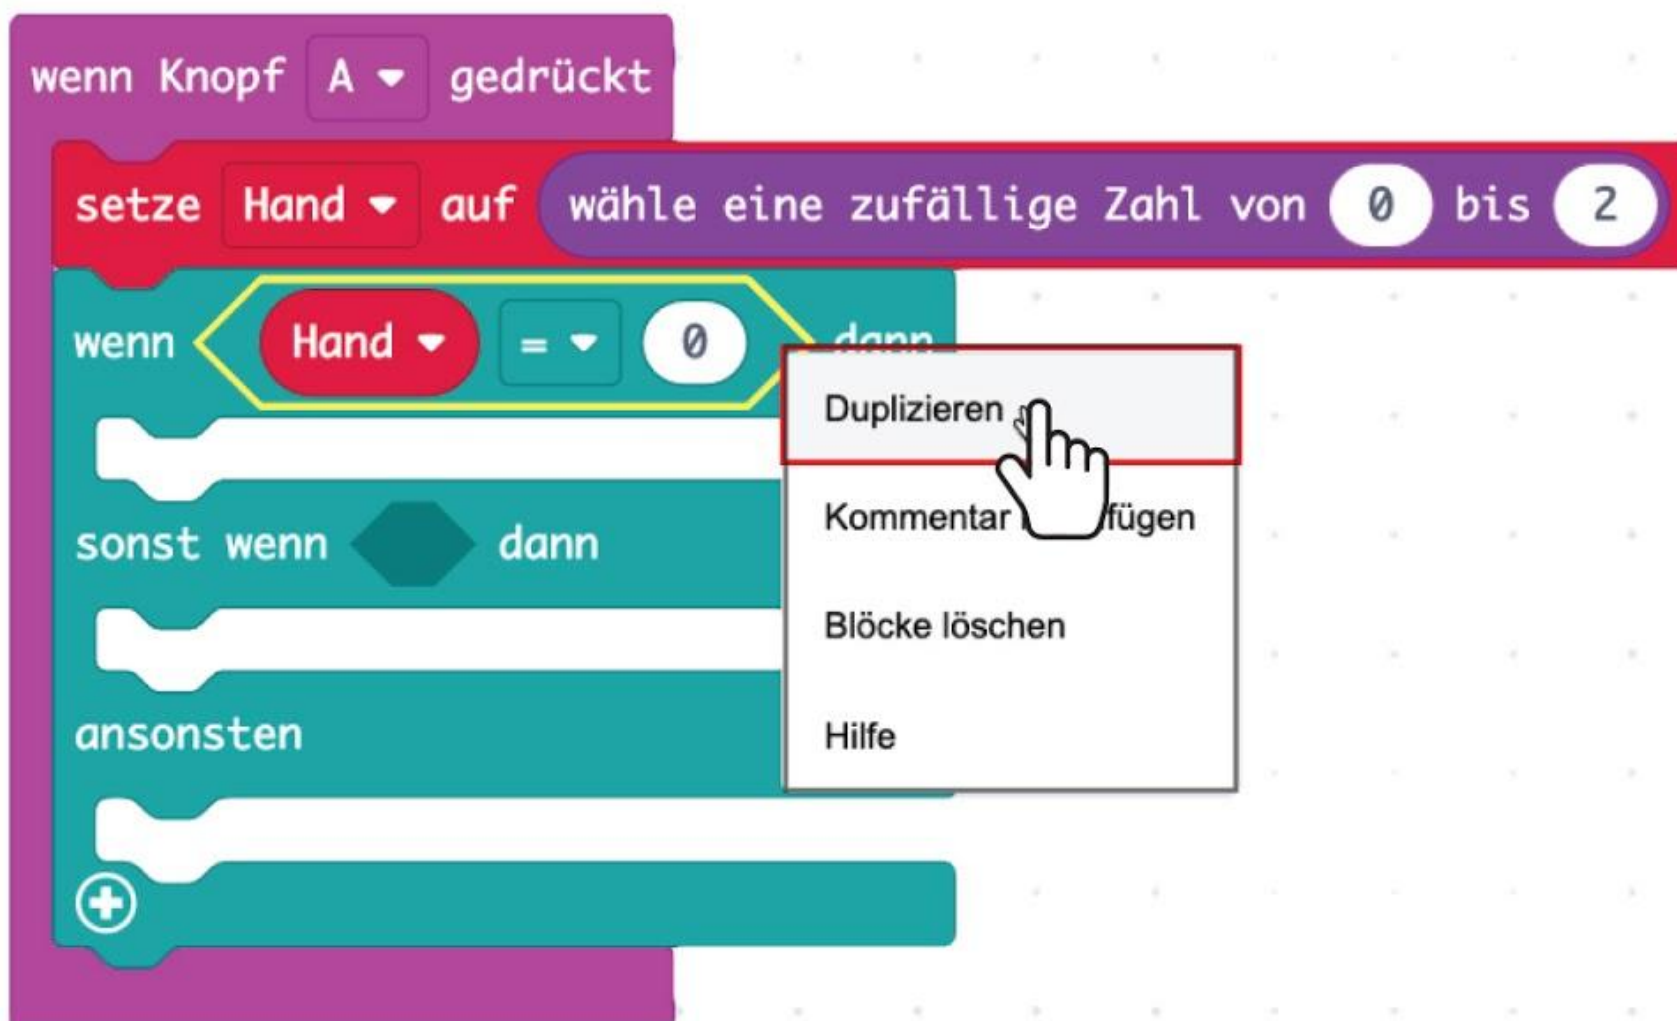 wenn Knopf A gedrückt
setze Hand auf wähle eine zufällige Zahl von 0 bis 2
wenn Hand = 0 dann
Duplizieren
Kommentar fügen
sonst wenn dann
Blöcke löschen
ansonsten
Hilfe